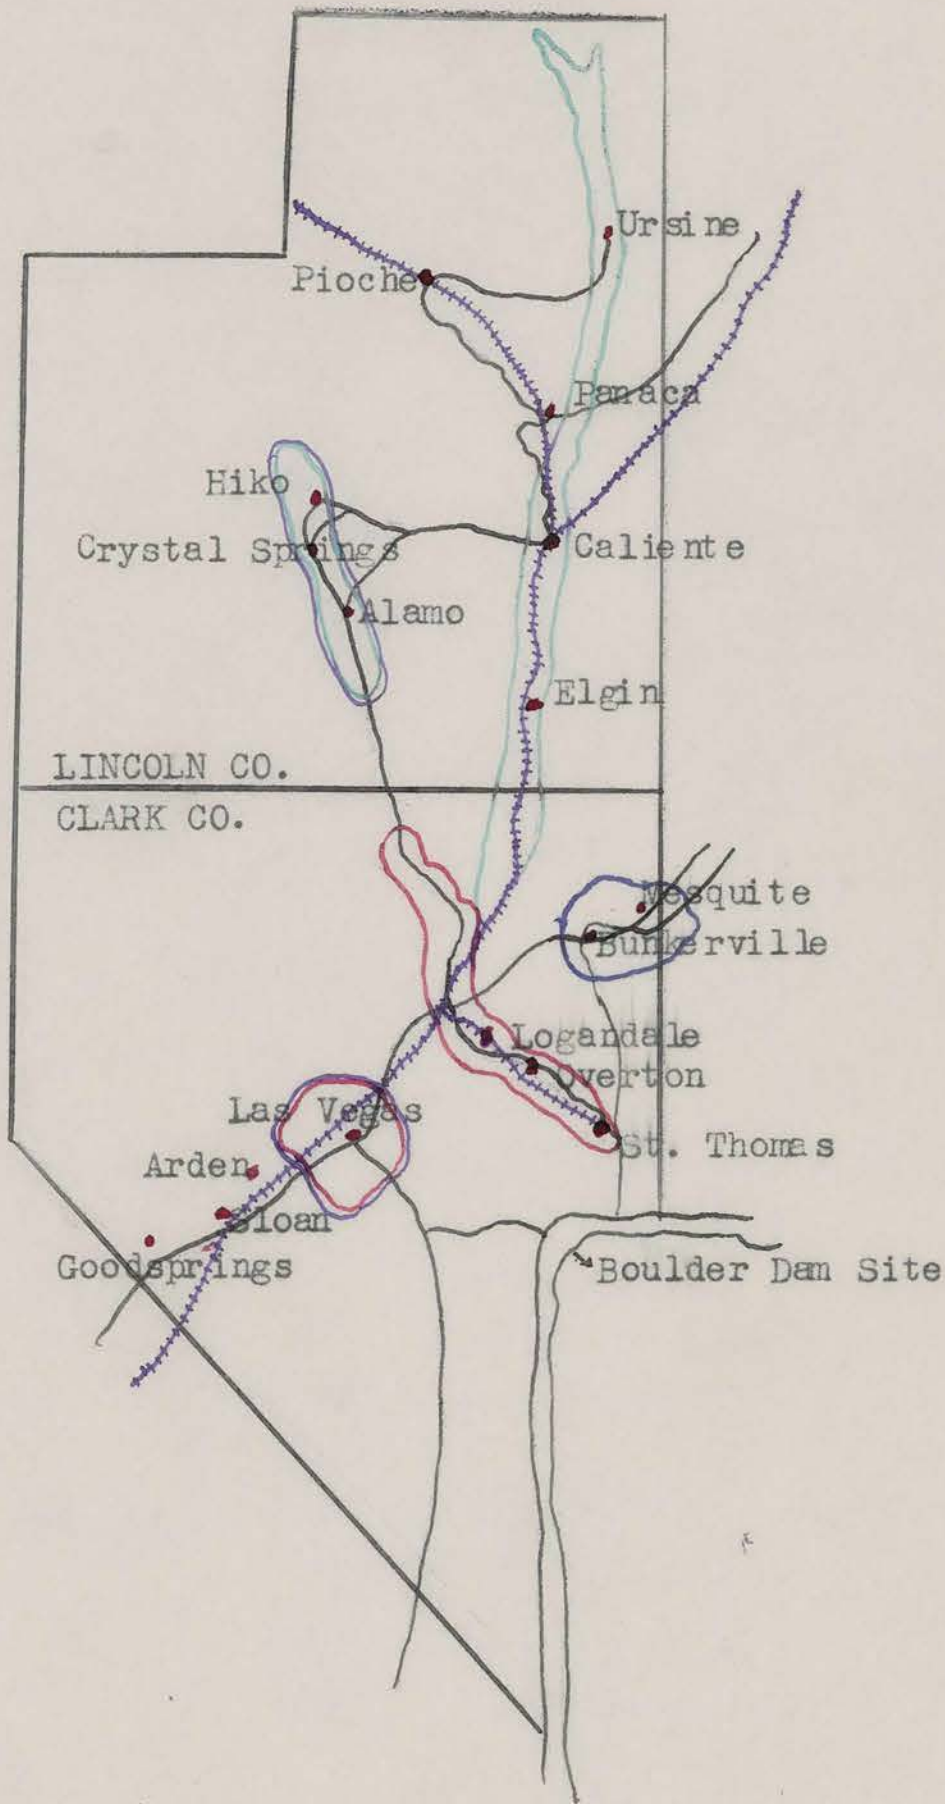 Ursine
Pioche
Panaca
Hiko
Crystal Springs
Caliente
Alamo
Elgin
LINCOLN CO.
CLARK CO.
Mesquite
Bunkerville
Logandale
Overton
Las Vegas
St. Thomas
Arden
Sloan
Goodsprings
Boulder Dam Site